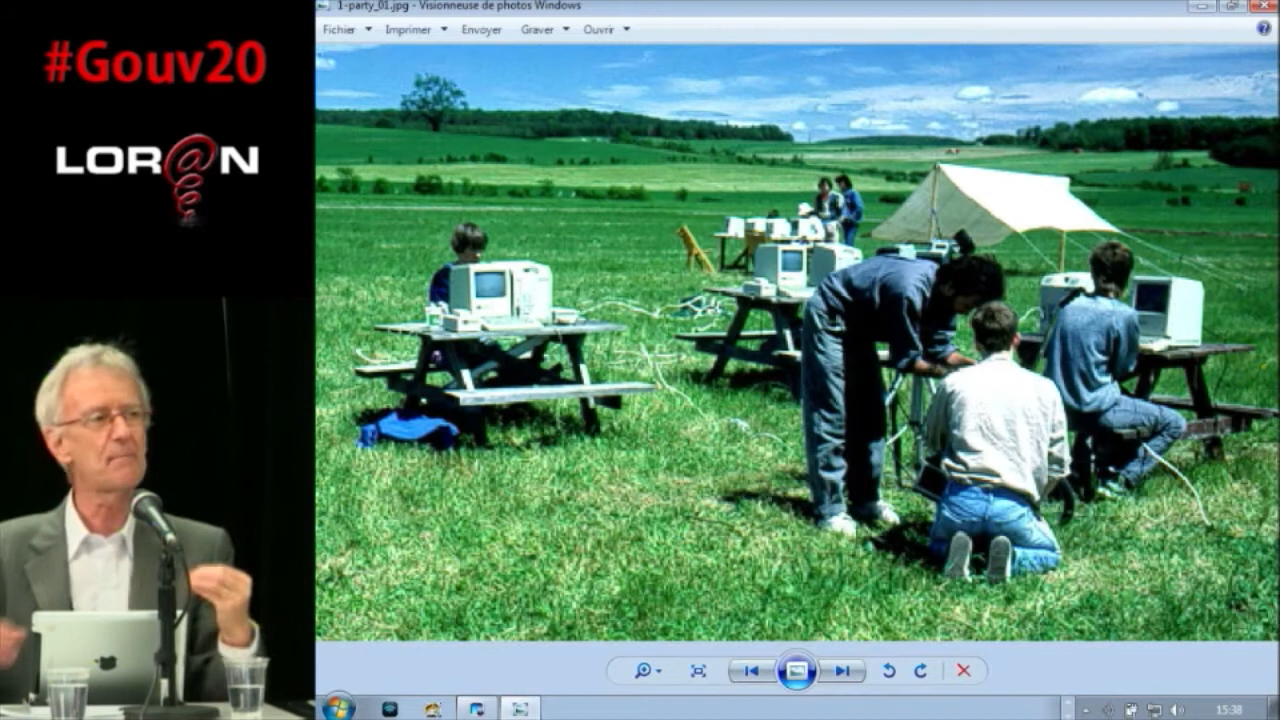 #Gouv20
LOR@N
1-party_01.jpg - Visionneuse de photos Windows
Fichier Imprimer Envoyer Graver Ouvrir
15:38